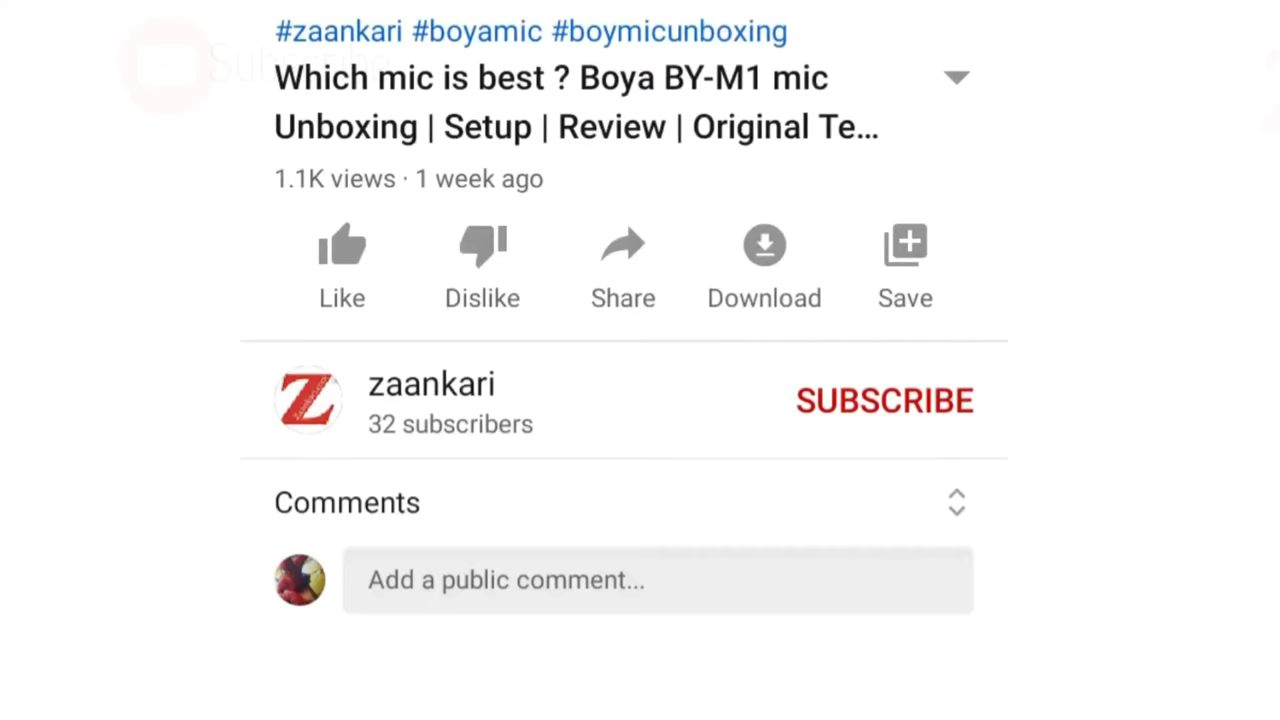 #zaankari #boyamic #boymicunboxing
Subscribe
Which mic is best ? Boya BY-M1 mic
Unboxing | Setup | Review | Original Te...
1.1K views · 1 week ago
Like Dislike Share Download Save
zaankari
32 subscribers
SUBSCRIBE
Comments
Add a public comment...